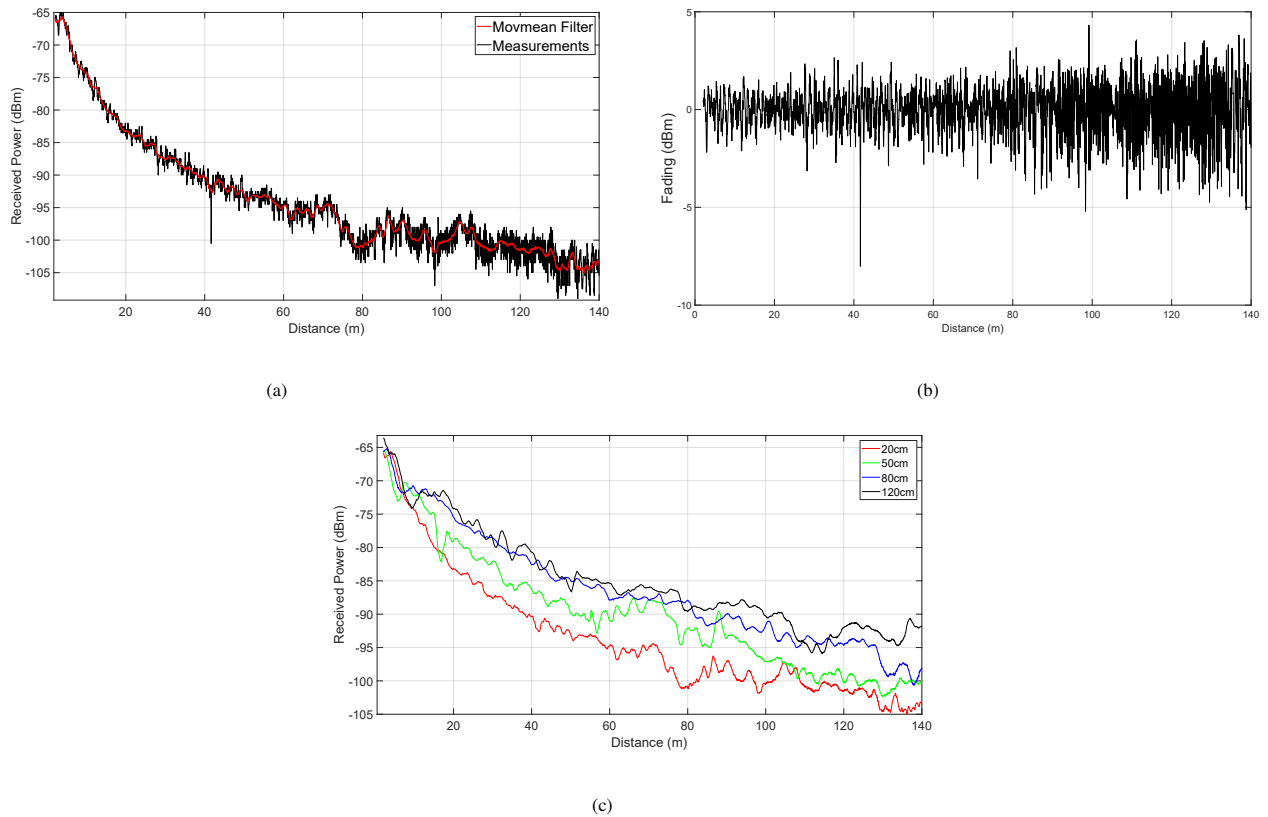 -65
-70
-75
-80
-85
-90
-95
-100
-105
20
40
60
80
100
120
140
Received Power (dBm)
Distance (m)
Movmean Filter
Measurements
(a)
5
0
-5
-10
0
20
40
60
80
100
120
140
Fading (dBm)
Distance (m)
(b)
-65
-70
-75
-80
-85
-90
-95
-100
-105
20
40
60
80
100
120
140
Received Power (dBm)
Distance (m)
20cm
50cm
80cm
120cm
(c)